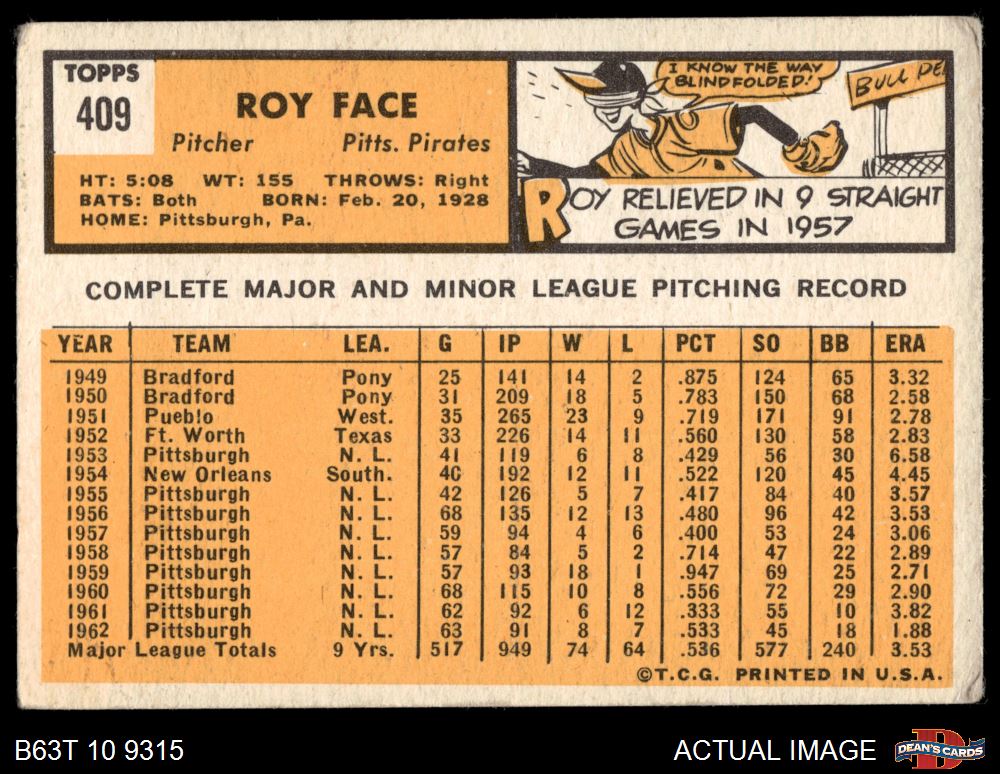 TOPPS
409
ROY FACE
Pitcher Pitts. Pirates
HT: 5:08 WT: 155 THROWS: Right
BATS: Both BORN: Feb. 20, 1928
HOME: Pittsburgh, Pa.
I KNOW THE WAY
BLINDFOLDED!
BULL PE
ROY RELIEVED IN 9 STRAIGHT
GAMES IN 1957
COMPLETE MAJOR AND MINOR LEAGUE PITCHING RECORD
YEAR TEAM LEA. G IP W L PCT SO BB ERA
1949 Bradford Pony 25 141 14 2 .875 124 65 3.32
1950 Bradford Pony 31 209 18 5 .783 150 68 2.58
1951 Pueblo West. 35 265 23 9 .719 171 91 2.78
1952 Ft. Worth Texas 33 226 14 11 .560 130 58 2.83
1953 Pittsburgh N. L. 41 119 6 8 .429 56 30 6.58
1954 New Orleans South. 40 192 12 11 .522 120 45 4.45
1955 Pittsburgh N. L. 42 126 5 7 .417 84 40 3.57
1956 Pittsburgh N. L. 68 135 12 13 .480 96 42 3.53
1957 Pittsburgh N. L. 59 94 4 6 .400 53 24 3.06
1958 Pittsburgh N. L. 57 84 5 2 .714 47 22 2.89
1959 Pittsburgh N. L. 57 93 18 1 .947 69 25 2.71
1960 Pittsburgh N. L. 68 115 10 8 .556 72 29 2.90
1961 Pittsburgh N. L. 62 92 6 12 .333 55 10 3.82
1962 Pittsburgh N. L. 63 91 8 7 .533 45 18 1.88
Major League Totals 9 Yrs. 517 949 74 64 .536 577 240 3.53
©T.C.G. PRINTED IN U.S.A.
B63T 10 9315 ACTUAL IMAGE
D
DEAN'S CARDS